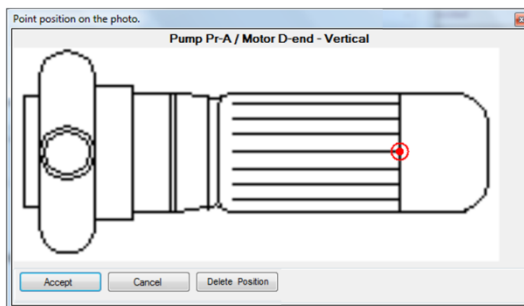 Point position on the photo.
Pump Pr-A / Motor D-end - Vertical
Accept
Cancel
Delete Position